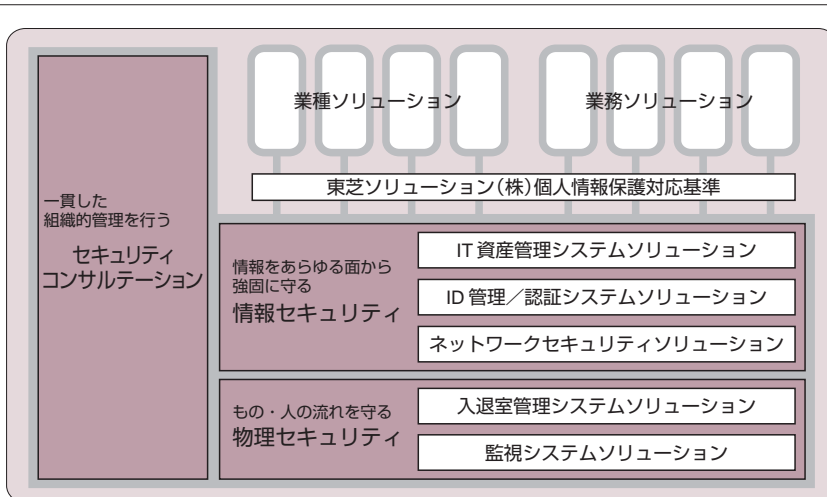 業種ソリューション
業務ソリューション
東芝ソリューション(株)個人情報保護対応基準
一貫した
組織的管理を行う
セキュリティ
コンサルテーション
情報をあらゆる面から
強固に守る
情報セキュリティ
IT資産管理システムソリューション
ID管理/認証システムソリューション
ネットワークセキュリティソリューション
もの・人の流れを守る
物理セキュリティ
入退室管理システムソリューション
監視システムソリューション